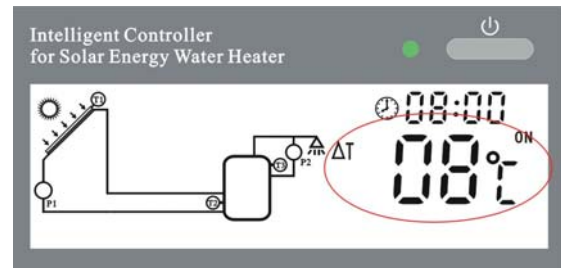 Intelligent Controller
for Solar Energy Water Heater
T1
08:00
ON
ΔT
08℃
P2
T3
T2
P1